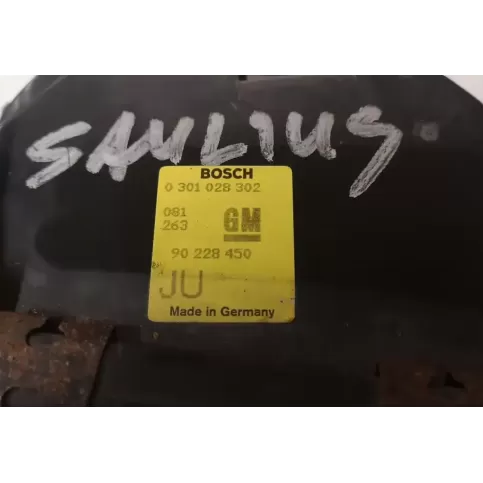 SAULIUS
BOSCH
0 301 028 302
081
263
GM
90 228 450
JU
Made in Germany